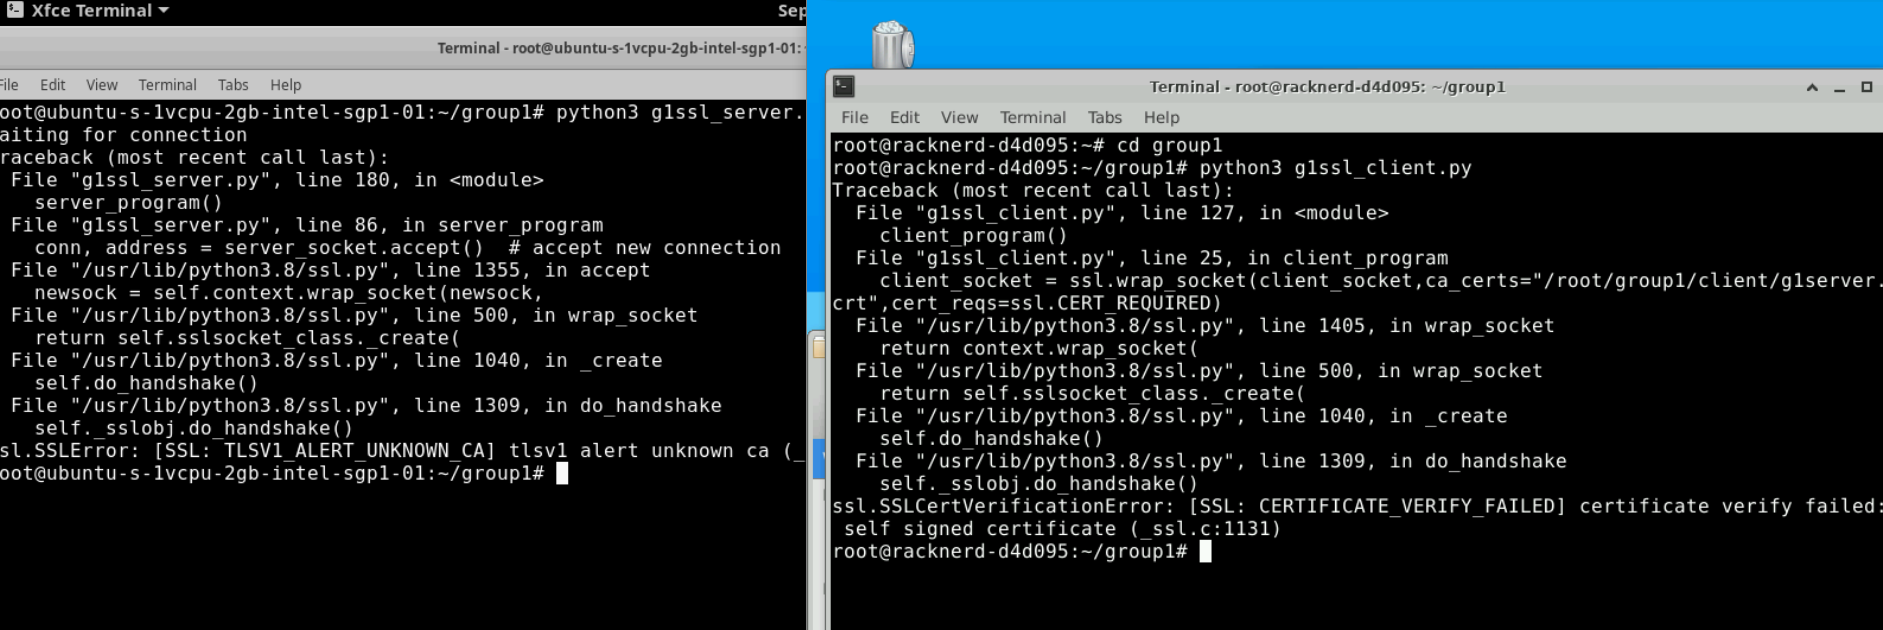 Xfce Terminal
Sep
Terminal - root@ubuntu-s-1vcpu-2gb-intel-sgp1-01:
File Edit View Terminal Tabs Help
oot@ubuntu-s-1vcpu-2gb-intel-sgp1-01:~/group1# python3 g1ssl_server.
aiting for connection
raceback (most recent call last):
File "g1ssl_server.py", line 180, in <module>
server_program()
File "g1ssl_server.py", line 86, in server_program
conn, address = server_socket.accept()  # accept new connection
File "/usr/lib/python3.8/ssl.py", line 1355, in accept
newsock = self.context.wrap_socket(newsock,
File "/usr/lib/python3.8/ssl.py", line 500, in wrap_socket
return self.sslsocket_class._create(
File "/usr/lib/python3.8/ssl.py", line 1040, in _create
self.do_handshake()
File "/usr/lib/python3.8/ssl.py", line 1309, in do_handshake
self._sslobj.do_handshake()
sl.SSLError: [SSL: TLSV1_ALERT_UNKNOWN_CA] tlsv1 alert unknown ca (_
oot@ubuntu-s-1vcpu-2gb-intel-sgp1-01:~/group1#
Terminal - root@racknerd-d4d095: ~/group1
File Edit View Terminal Tabs Help
root@racknerd-d4d095:~# cd group1
root@racknerd-d4d095:~/group1# python3 g1ssl_client.py
Traceback (most recent call last):
File "g1ssl_client.py", line 127, in <module>
client_program()
File "g1ssl_client.py", line 25, in client_program
client_socket = ssl.wrap_socket(client_socket,ca_certs="/root/group1/client/g1server.
crt",cert_reqs=ssl.CERT_REQUIRED)
File "/usr/lib/python3.8/ssl.py", line 1405, in wrap_socket
return context.wrap_socket(
File "/usr/lib/python3.8/ssl.py", line 500, in wrap_socket
return self.sslsocket_class._create(
File "/usr/lib/python3.8/ssl.py", line 1040, in _create
self.do_handshake()
File "/usr/lib/python3.8/ssl.py", line 1309, in do_handshake
self._sslobj.do_handshake()
ssl.SSLCertVerificationError: [SSL: CERTIFICATE_VERIFY_FAILED] certificate verify failed:
self signed certificate (_ssl.c:1131)
root@racknerd-d4d095:~/group1#